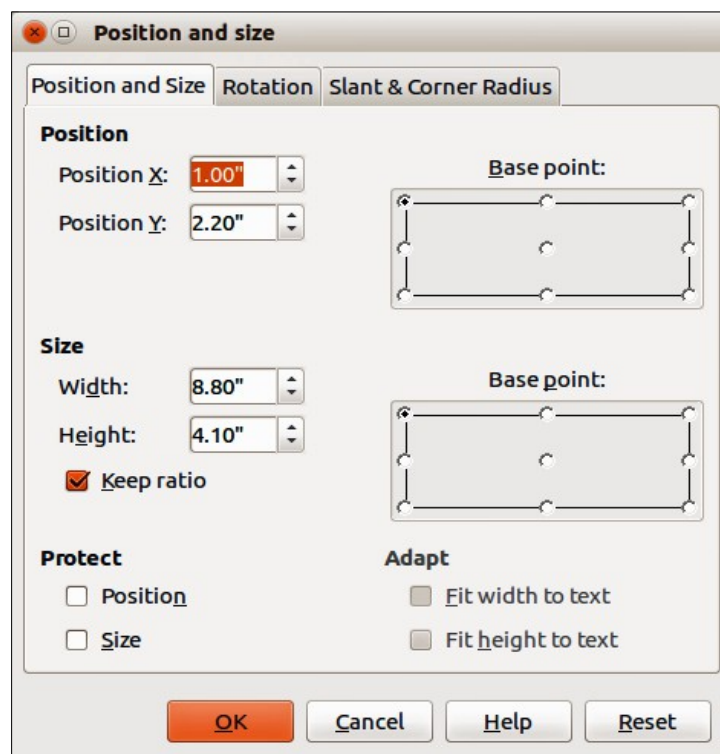 Position and size
Position and Size Rotation Slant & Corner Radius
Position
Position X: 1.00"
Base point:
Position Y: 2.20"
Size
Width: 8.80"
Base point:
Height: 4.10"
Keep ratio
Protect Adapt
Position Fit width to text
Size Fit height to text
OK Cancel Help Reset